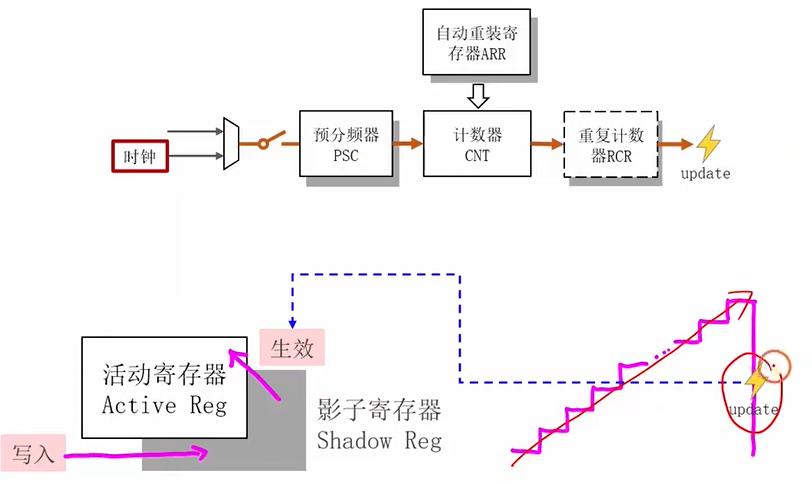 自动重装寄
存器ARR
时钟
预分频器
PSC
计数器
CNT
重复计数
器RCR
update
生效
活动寄存器
Active Reg
影子寄存器
Shadow Reg
写入
update